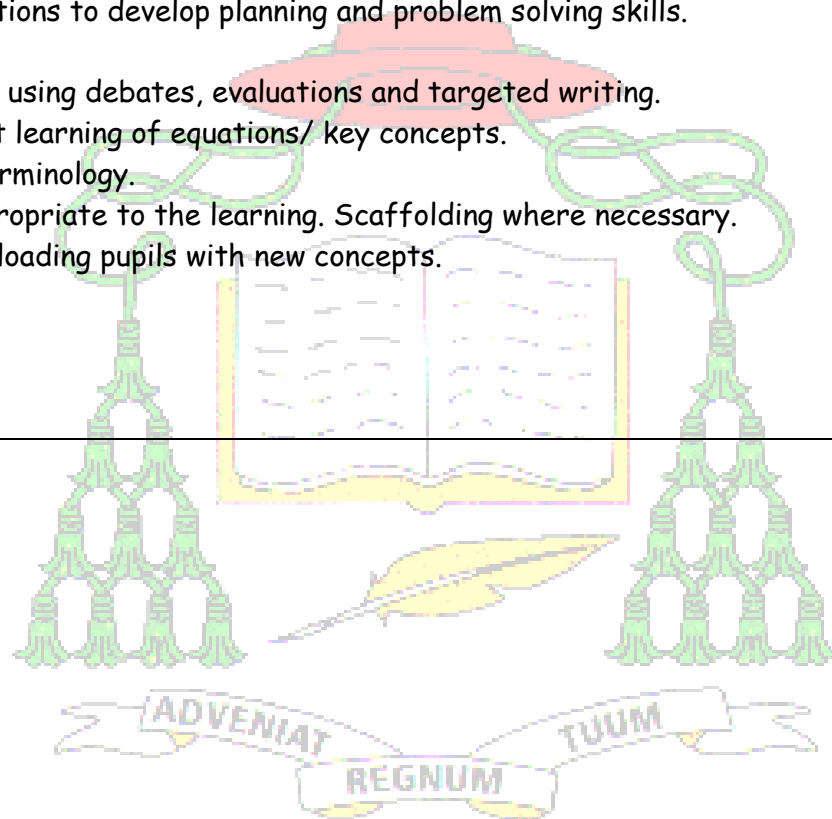 tions to develop planning and problem solving skills.
using debates, evaluations and targeted writing.
t learning of equations/ key concepts.
rminology.
ropriate to the learning. Scaffolding where necessary.
loading pupils with new concepts.
ADVENIAT
REGNUM
TUUM